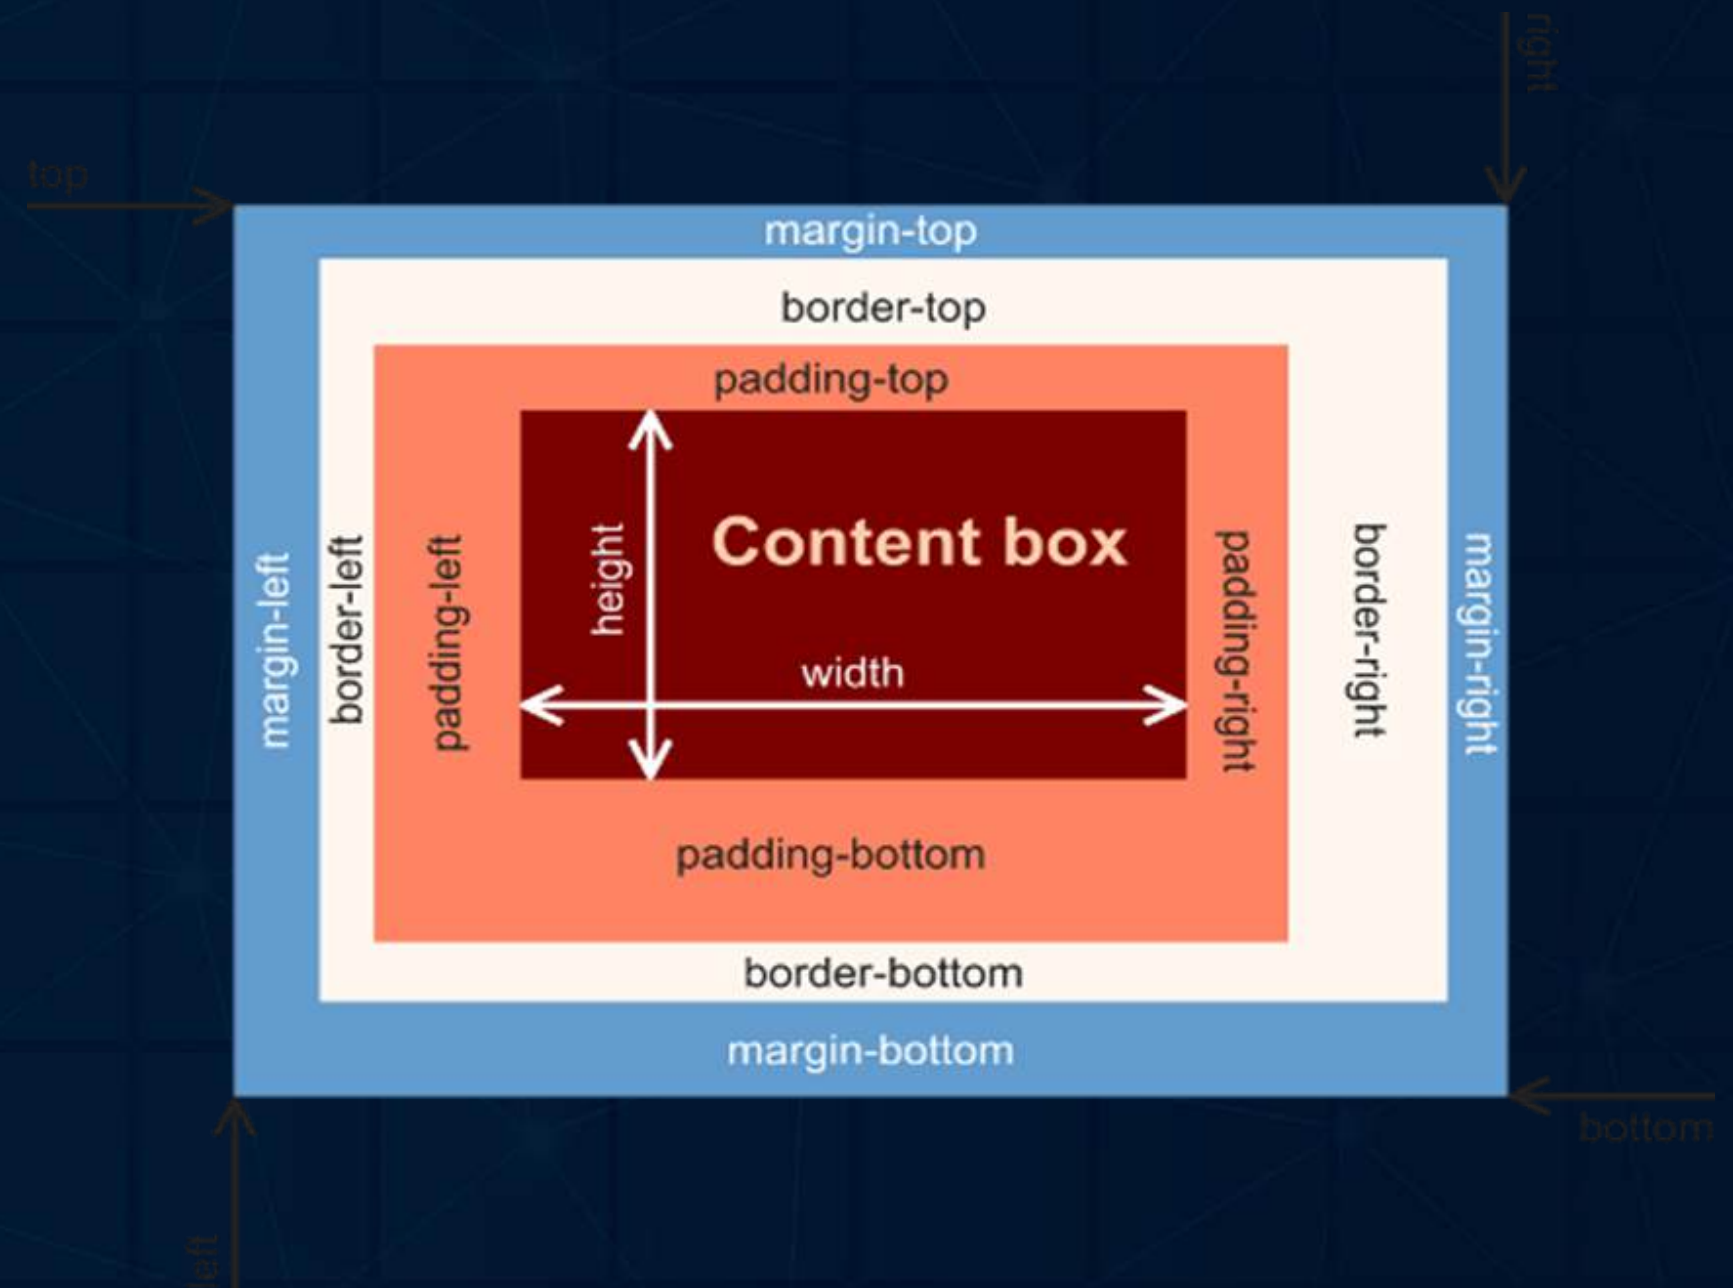 right
top
margin-top
border-top
padding-top
margin-left
border-left
padding-left
height
Content box
width
padding-right
border-right
margin-right
padding-bottom
border-bottom
margin-bottom
bottom
left